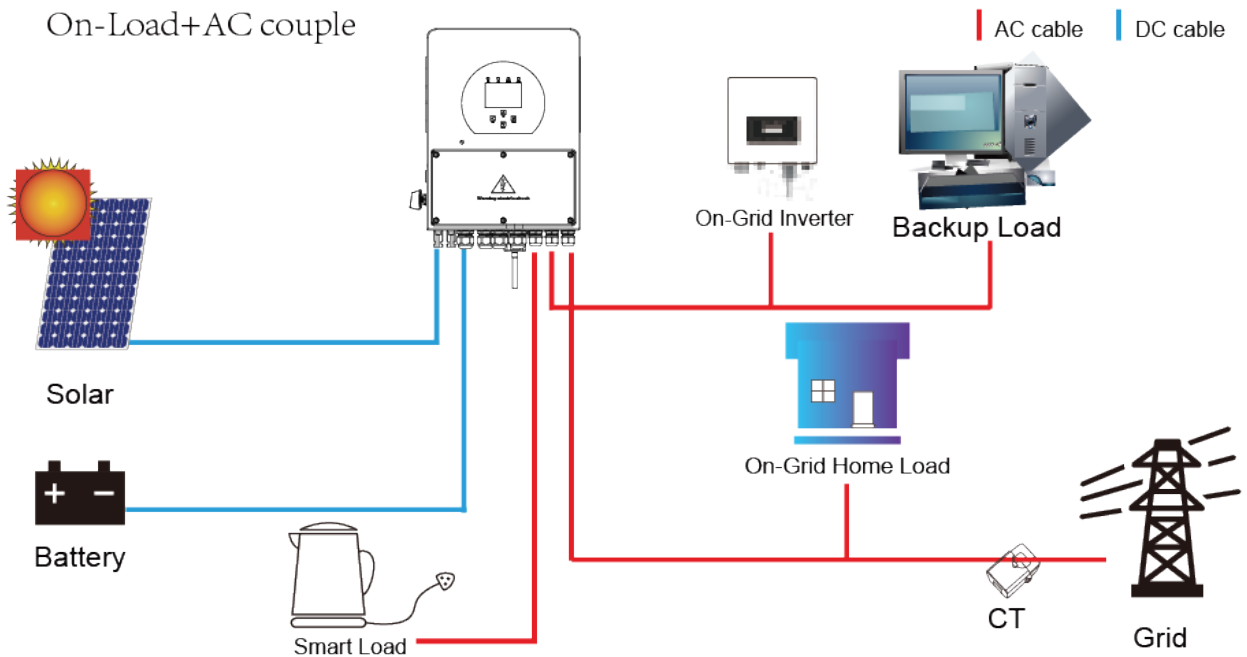 On-Load+AC couple
AC cable
DC cable
On-Grid Inverter
Backup Load
Solar
On-Grid Home Load
Battery
Smart Load
CT
Grid